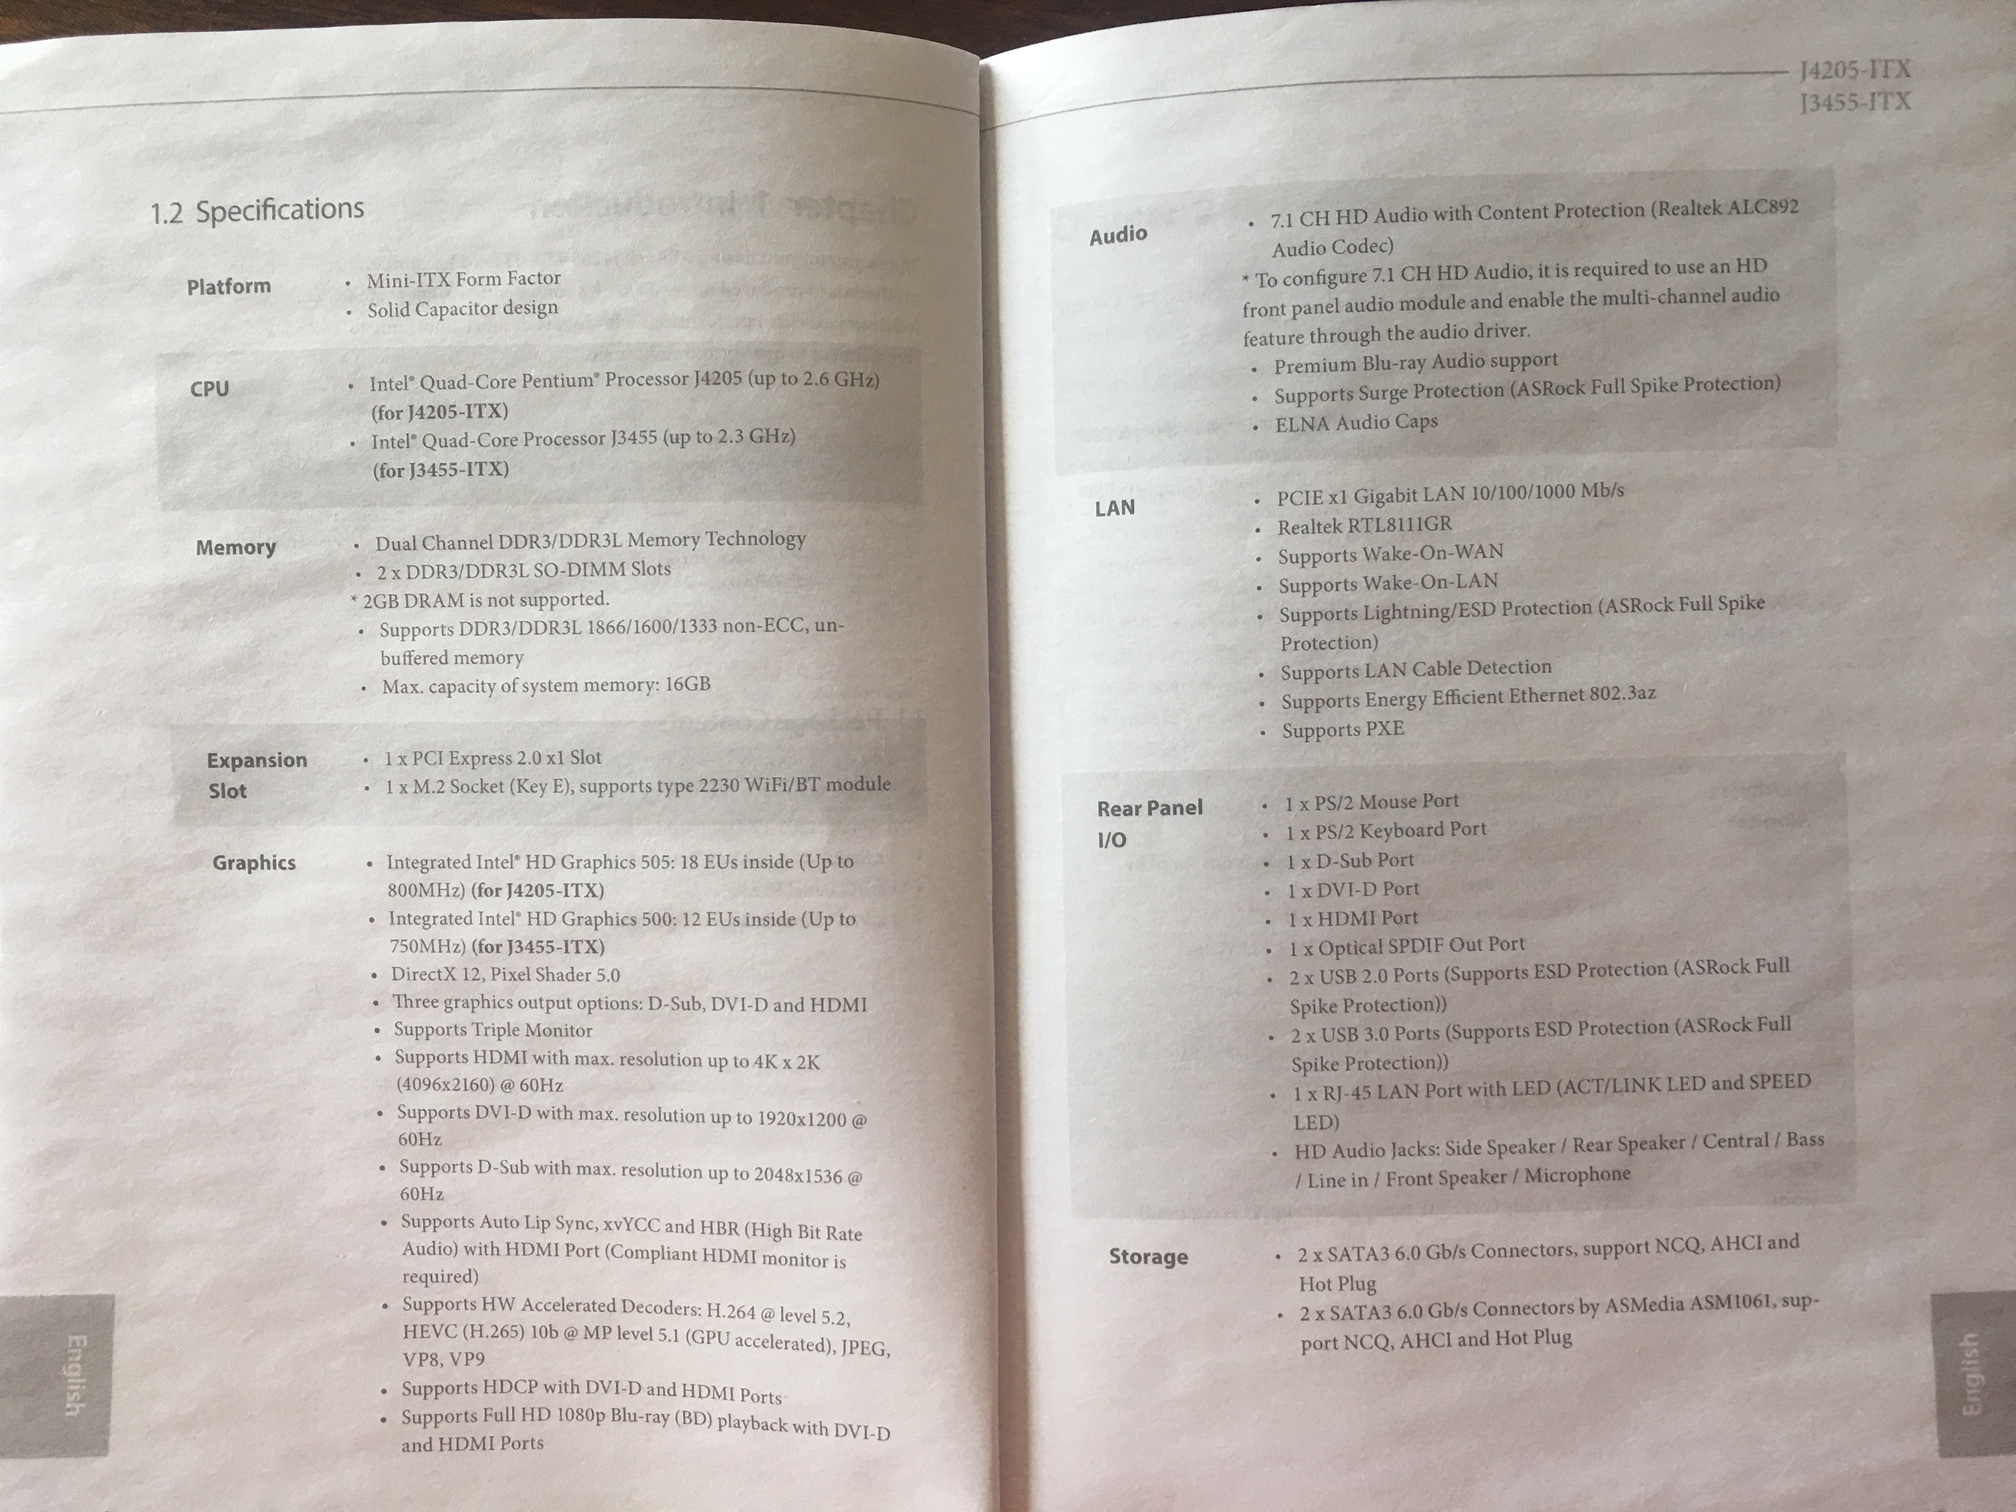 1.2 Specifications
Platform
• Mini-ITX Form Factor
• Solid Capacitor design
CPU
• Intel® Quad-Core Pentium® Processor J4205 (up to 2.6 GHz)
(for J4205-ITX)
• Intel® Quad-Core Processor J3455 (up to 2.3 GHz)
(for J3455-ITX)
Memory
• Dual Channel DDR3/DDR3L Memory Technology
• 2 x DDR3/DDR3L SO-DIMM Slots
* 2GB DRAM is not supported.
• Supports DDR3/DDR3L 1866/1600/1333 non-ECC, un-
buffered memory
• Max. capacity of system memory: 16GB
Expansion
Slot
• 1 x PCI Express 2.0 x1 Slot
• 1 x M.2 Socket (Key E), supports type 2230 WiFi/BT module
Graphics
• Integrated Intel® HD Graphics 505: 18 EUs inside (Up to
800MHz) (for J4205-ITX)
• Integrated Intel® HD Graphics 500: 12 EUs inside (Up to
750MHz) (for J3455-ITX)
• DirectX 12, Pixel Shader 5.0
• Three graphics output options: D-Sub, DVI-D and HDMI
• Supports Triple Monitor
• Supports HDMI with max. resolution up to 4K x 2K
(4096x2160) @ 60Hz
• Supports DVI-D with max. resolution up to 1920x1200 @
60Hz
• Supports D-Sub with max. resolution up to 2048x1536 @
60Hz
• Supports Auto Lip Sync, xvYCC and HBR (High Bit Rate
Audio) with HDMI Port (Compliant HDMI monitor is
required)
• Supports HW Accelerated Decoders: H.264 @ level 5.2,
HEVC (H.265) 10b @ MP level 5.1 (GPU accelerated), JPEG,
VP8, VP9
• Supports HDCP with DVI-D and HDMI Ports
• Supports Full HD 1080p Blu-ray (BD) playback with DVI-D
and HDMI Ports
English
J4205-ITX
J3455-ITX
Audio
• 7.1 CH HD Audio with Content Protection (Realtek ALC892
Audio Codec)
* To configure 7.1 CH HD Audio, it is required to use an HD
front panel audio module and enable the multi-channel audio
feature through the audio driver.
• Premium Blu-ray Audio support
• Supports Surge Protection (ASRock Full Spike Protection)
• ELNA Audio Caps
LAN
• PCIE x1 Gigabit LAN 10/100/1000 Mb/s
• Realtek RTL8111GR
• Supports Wake-On-WAN
• Supports Wake-On-LAN
• Supports Lightning/ESD Protection (ASRock Full Spike
Protection)
• Supports LAN Cable Detection
• Supports Energy Efficient Ethernet 802.3az
• Supports PXE
Rear Panel
I/O
• 1 x PS/2 Mouse Port
• 1 x PS/2 Keyboard Port
• 1 x D-Sub Port
• 1 x DVI-D Port
• 1 x HDMI Port
• 1 x Optical SPDIF Out Port
• 2 x USB 2.0 Ports (Supports ESD Protection (ASRock Full
Spike Protection))
• 2 x USB 3.0 Ports (Supports ESD Protection (ASRock Full
Spike Protection))
• 1 x RJ-45 LAN Port with LED (ACT/LINK LED and SPEED
LED)
• HD Audio Jacks: Side Speaker / Rear Speaker / Central / Bass
/ Line in / Front Speaker / Microphone
Storage
• 2 x SATA3 6.0 Gb/s Connectors, support NCQ, AHCI and
Hot Plug
• 2 x SATA3 6.0 Gb/s Connectors by ASMedia ASM1061, sup-
port NCQ, AHCI and Hot Plug
English